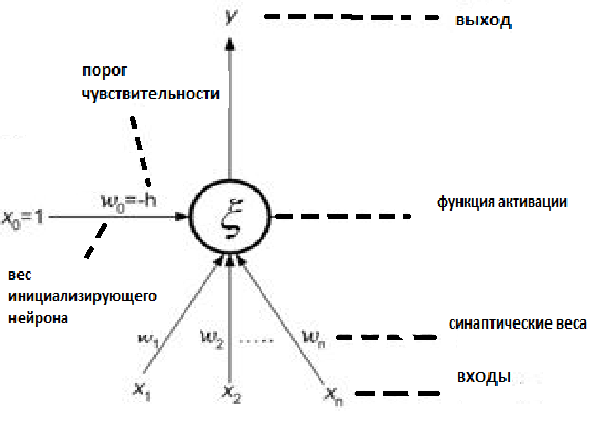 y
выход
порог
чувствительности
w₀=-h
x₀=1
ξ
функция активации
вес
инициализирующего
нейрона
w₁ w₂ ..... wₙ
синаптические веса
x₁ x₂ xₙ
входы